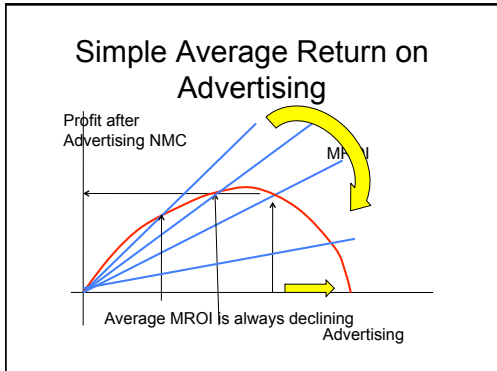 Simple Average Return on
Advertising
Profit after
Advertising NMC
MROI
Average MROI is always declining
Advertising